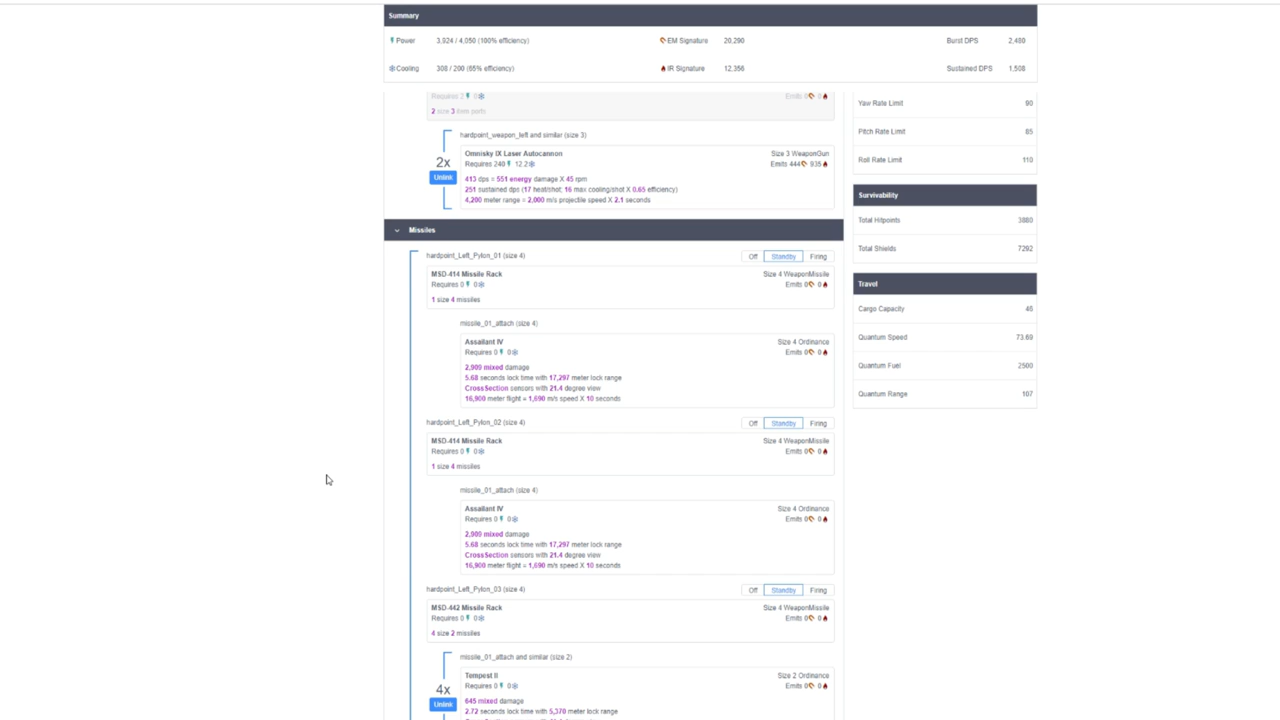 Summary
Power 3,924 / 4,050 (100% efficiency) EM Signature 20,290 Burst DPS 2,480
Cooling 308 / 200 (65% efficiency) IR Signature 12,356 Sustained DPS 1,508
Requires 2 0 Emits 0 0
2 size 3 item ports
hardpoint_weapon_left and similar (size 3)
2x
Unlink
Omnisky IX Laser Autocannon Size 3 WeaponGun
Requires 240 12.2 Emits 444 935
413 dps = 551 energy damage X 45 rpm
251 sustained dps (17 heat/shot; 16 max cooling/shot X 0.65 efficiency)
4,200 meter range = 2,000 m/s projectile speed X 2.1 seconds
Missiles
hardpoint_Left_Pylon_01 (size 4) Off Standby Firing
MSD-414 Missile Rack Size 4 WeaponMissile
Requires 0 0 Emits 0 0
1 size 4 missiles
missile_01_attach (size 4)
Assailant IV Size 4 Ordinance
Requires 0 0 Emits 0 0
2,909 mixed damage
5.68 seconds lock time with 17,297 meter lock range
CrossSection sensors with 21.4 degree view
16,900 meter flight = 1,690 m/s speed X 10 seconds
hardpoint_Left_Pylon_02 (size 4) Off Standby Firing
MSD-414 Missile Rack Size 4 WeaponMissile
Requires 0 0 Emits 0 0
1 size 4 missiles
missile_01_attach (size 4)
Assailant IV Size 4 Ordinance
Requires 0 0 Emits 0 0
2,909 mixed damage
5.68 seconds lock time with 17,297 meter lock range
CrossSection sensors with 21.4 degree view
16,900 meter flight = 1,690 m/s speed X 10 seconds
hardpoint_Left_Pylon_03 (size 4) Off Standby Firing
MSD-442 Missile Rack Size 4 WeaponMissile
Requires 0 0 Emits 0 0
4 size 2 missiles
missile_01_attach and similar (size 2)
4x
Unlink
Tempest II Size 2 Ordinance
Requires 0 0 Emits 0 0
645 mixed damage
2.72 seconds lock time with 5,370 meter lock range
Yaw Rate Limit 90
Pitch Rate Limit 85
Roll Rate Limit 110
Survivability
Total Hitpoints 3880
Total Shields 7292
Travel
Cargo Capacity 46
Quantum Speed 73.69
Quantum Fuel 2500
Quantum Range 107